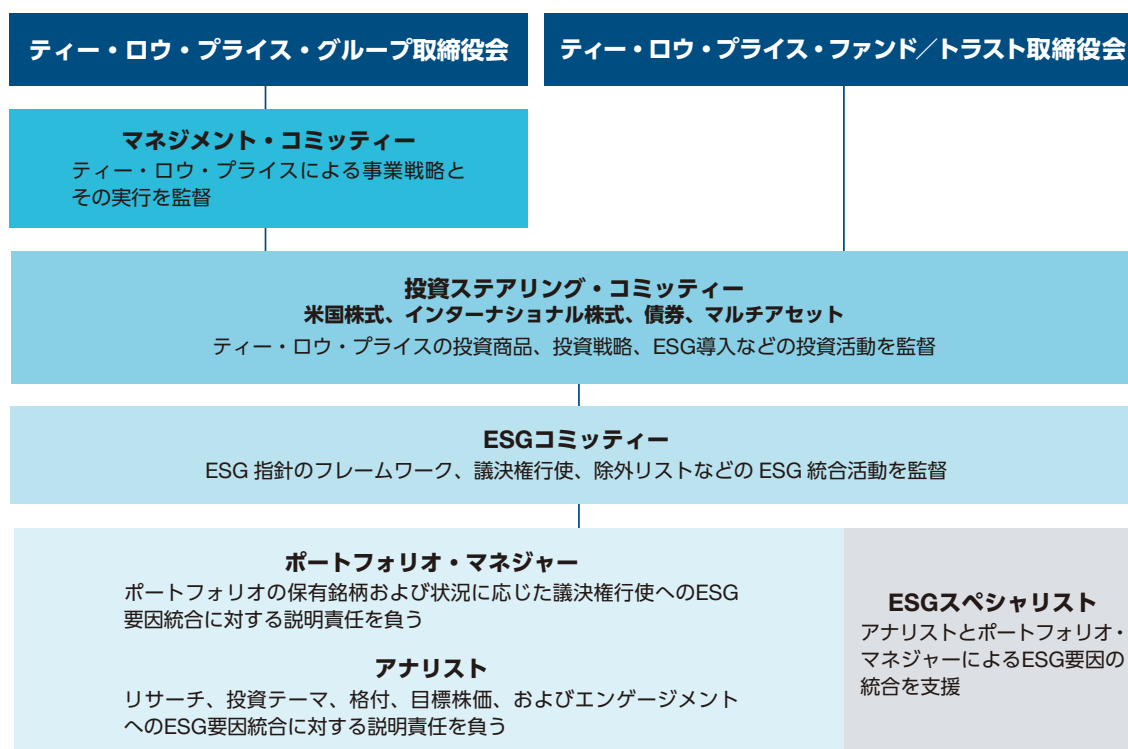 ティー・ロウ・プライス・グループ取締役会
ティー・ロウ・プライス・ファンド／トラスト取締役会
マネジメント・コミッティー
ティー・ロウ・プライスによる事業戦略と
その実行を監督
投資ステアリング・コミッティー
米国株式、インターナショナル株式、債券、マルチアセット
ティー・ロウ・プライスの投資商品、投資戦略、ESG導入などの投資活動を監督
ESGコミッティー
ESG 指針のフレームワーク、議決権行使、除外リストなどの ESG 統合活動を監督
ポートフォリオ・マネジャー
ポートフォリオの保有銘柄および状況に応じた議決権行使へのESG
要因統合に対する説明責任を負う
アナリスト
リサーチ、投資テーマ、格付、目標株価、およびエンゲージメント
へのESG要因統合に対する説明責任を負う
ESGスペシャリスト
アナリストとポートフォリオ・
マネジャーによるESG要因の
統合を支援